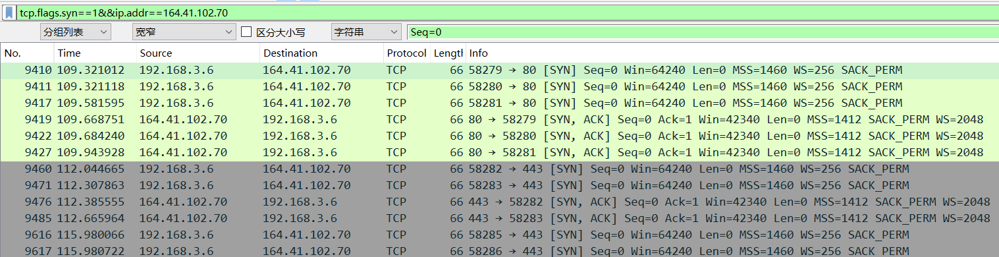 tcp.flags.syn==1&&ip.addr==164.41.102.70
分组列表 宽窄 区分大小写 字符串 Seq=0
No. Time Source Destination Protocol Length Info
9410 109.321012 192.168.3.6 164.41.102.70 TCP 66 58279 → 80 [SYN] Seq=0 Win=64240 Len=0 MSS=1460 WS=256 SACK_PERM
9411 109.321118 192.168.3.6 164.41.102.70 TCP 66 58280 → 80 [SYN] Seq=0 Win=64240 Len=0 MSS=1460 WS=256 SACK_PERM
9417 109.581595 192.168.3.6 164.41.102.70 TCP 66 58281 → 80 [SYN] Seq=0 Win=64240 Len=0 MSS=1460 WS=256 SACK_PERM
9419 109.668751 164.41.102.70 192.168.3.6 TCP 66 80 → 58279 [SYN, ACK] Seq=0 Ack=1 Win=42340 Len=0 MSS=1412 SACK_PERM WS=2048
9422 109.684240 164.41.102.70 192.168.3.6 TCP 66 80 → 58280 [SYN, ACK] Seq=0 Ack=1 Win=42340 Len=0 MSS=1412 SACK_PERM WS=2048
9427 109.943928 164.41.102.70 192.168.3.6 TCP 66 80 → 58281 [SYN, ACK] Seq=0 Ack=1 Win=42340 Len=0 MSS=1412 SACK_PERM WS=2048
9460 112.044665 192.168.3.6 164.41.102.70 TCP 66 58282 → 443 [SYN] Seq=0 Win=64240 Len=0 MSS=1460 WS=256 SACK_PERM
9471 112.307863 192.168.3.6 164.41.102.70 TCP 66 58283 → 443 [SYN] Seq=0 Win=64240 Len=0 MSS=1460 WS=256 SACK_PERM
9476 112.385555 164.41.102.70 192.168.3.6 TCP 66 443 → 58282 [SYN, ACK] Seq=0 Ack=1 Win=42340 Len=0 MSS=1412 SACK_PERM WS=2048
9485 112.665964 164.41.102.70 192.168.3.6 TCP 66 443 → 58283 [SYN, ACK] Seq=0 Ack=1 Win=42340 Len=0 MSS=1412 SACK_PERM WS=2048
9616 115.980066 192.168.3.6 164.41.102.70 TCP 66 58285 → 443 [SYN] Seq=0 Win=64240 Len=0 MSS=1460 WS=256 SACK_PERM
9617 115.980722 192.168.3.6 164.41.102.70 TCP 66 58286 → 443 [SYN] Seq=0 Win=64240 Len=0 MSS=1460 WS=256 SACK_PERM